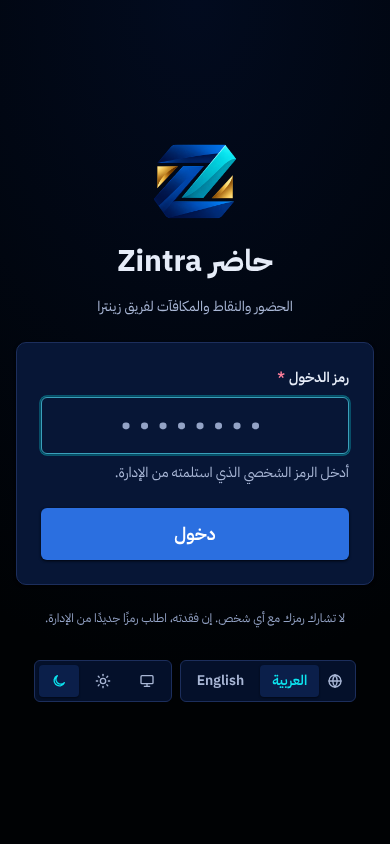 حاضر Zintra
الحضور والنقاط والمكافآت لفريق زينترا
رمز الدخول *
أدخل الرمز الشخصي الذي استلمته من الإدارة.
دخول
لا تشارك رمزك مع أي شخص. إن فقدته، اطلب رمزًا جديدًا من الإدارة.
العربية English